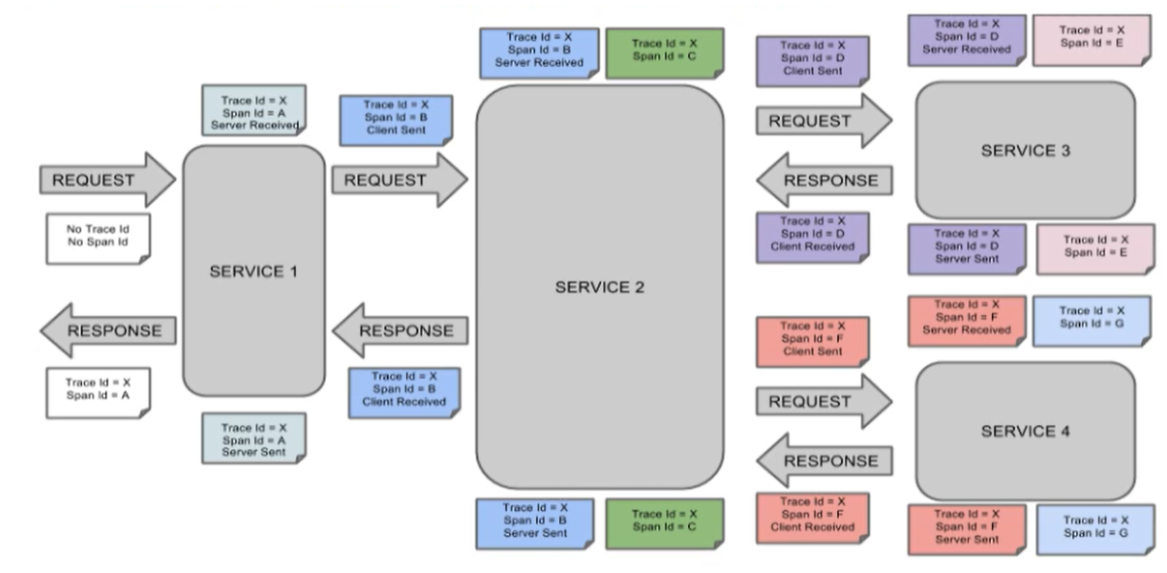 Trace Id = X
Span Id = B
Server Received
Trace Id = X
Span Id = C
Trace Id = X
Span Id = D
Client Sent
Trace Id = X
Span Id = D
Server Received
Trace Id = X
Span Id = E
Trace Id = X
Span Id = A
Server Received
Trace Id = X
Span Id = B
Client Sent
REQUEST
REQUEST
REQUEST
SERVICE 3
RESPONSE
No Trace Id
No Span Id
Trace Id = X
Span Id = D
Client Received
Trace Id = X
Span Id = D
Server Sent
Trace Id = X
Span Id = E
SERVICE 1
SERVICE 2
RESPONSE
RESPONSE
Trace Id = X
Span Id = F
Client Sent
Trace Id = X
Span Id = F
Server Received
Trace Id = X
Span Id = G
Trace Id = X
Span Id = A
Trace Id = X
Span Id = B
Client Received
REQUEST
SERVICE 4
RESPONSE
Trace Id = X
Span Id = A
Server Sent
Trace Id = X
Span Id = B
Server Sent
Trace Id = X
Span Id = C
Trace Id = X
Span Id = F
Client Received
Trace Id = X
Span Id = F
Server Sent
Trace Id = X
Span Id = G